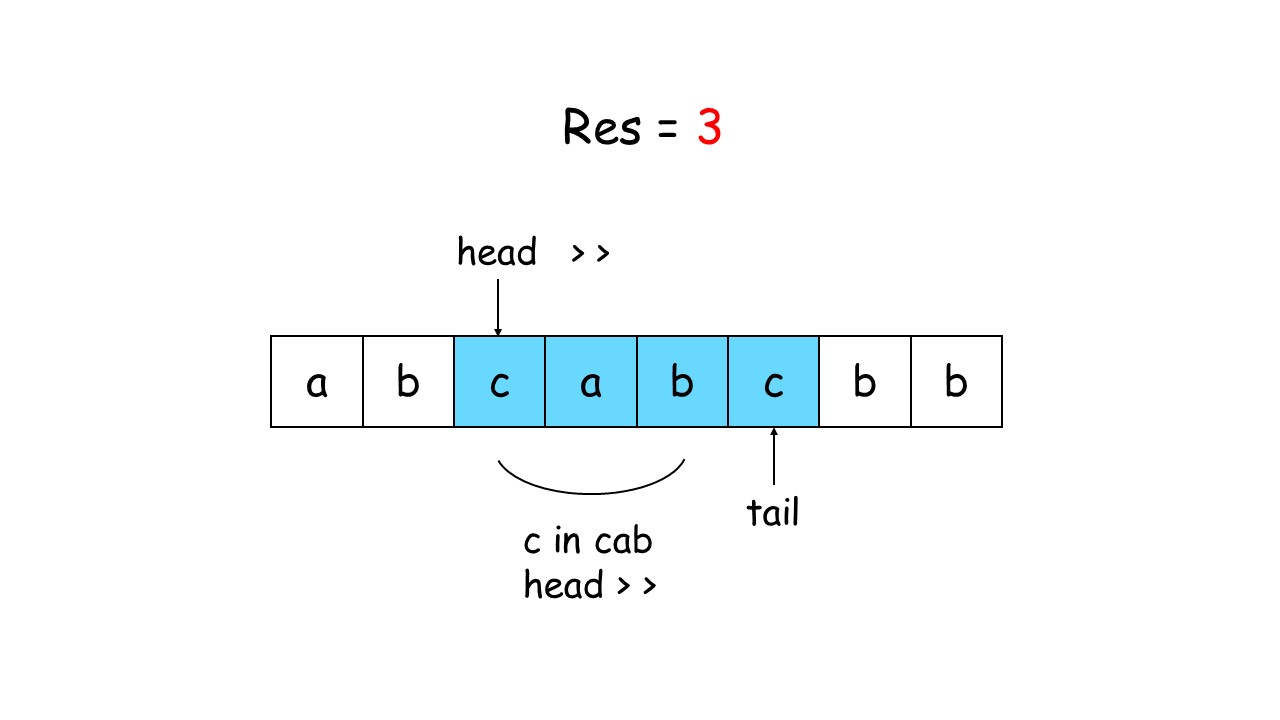 Res = 3
head > >
a b c a b c b b
tail
c in cab
head > >